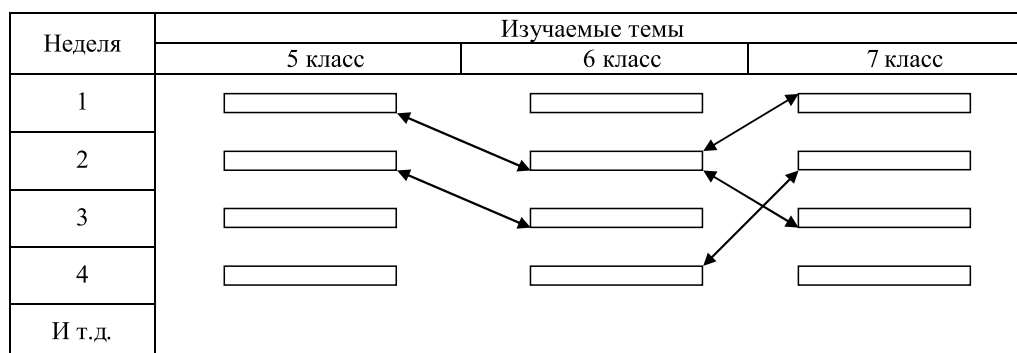 Неделя
Изучаемые темы
5 класс
6 класс
7 класс
1
2
3
4
И т.д.